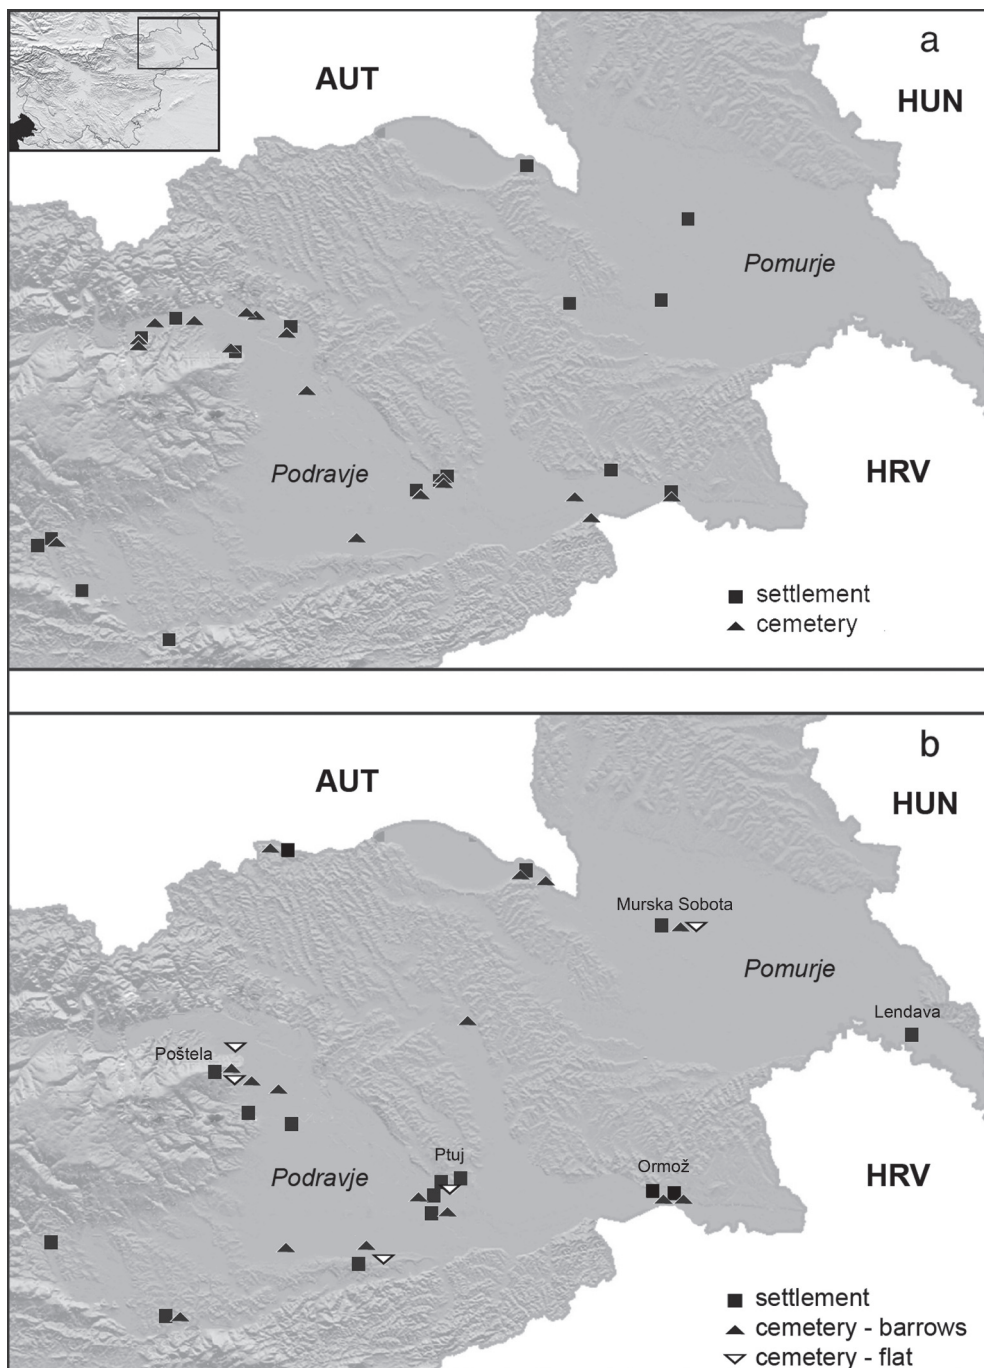 a
AUT
HUN
Pomurje
Podravje
HRV
settlement
cemetery
b
AUT
HUN
Murska Sobota
Pomurje
Lendava
Poštela
Ptuj
Ormož
Podravje
HRV
settlement
cemetery - barrows
cemetery - flat